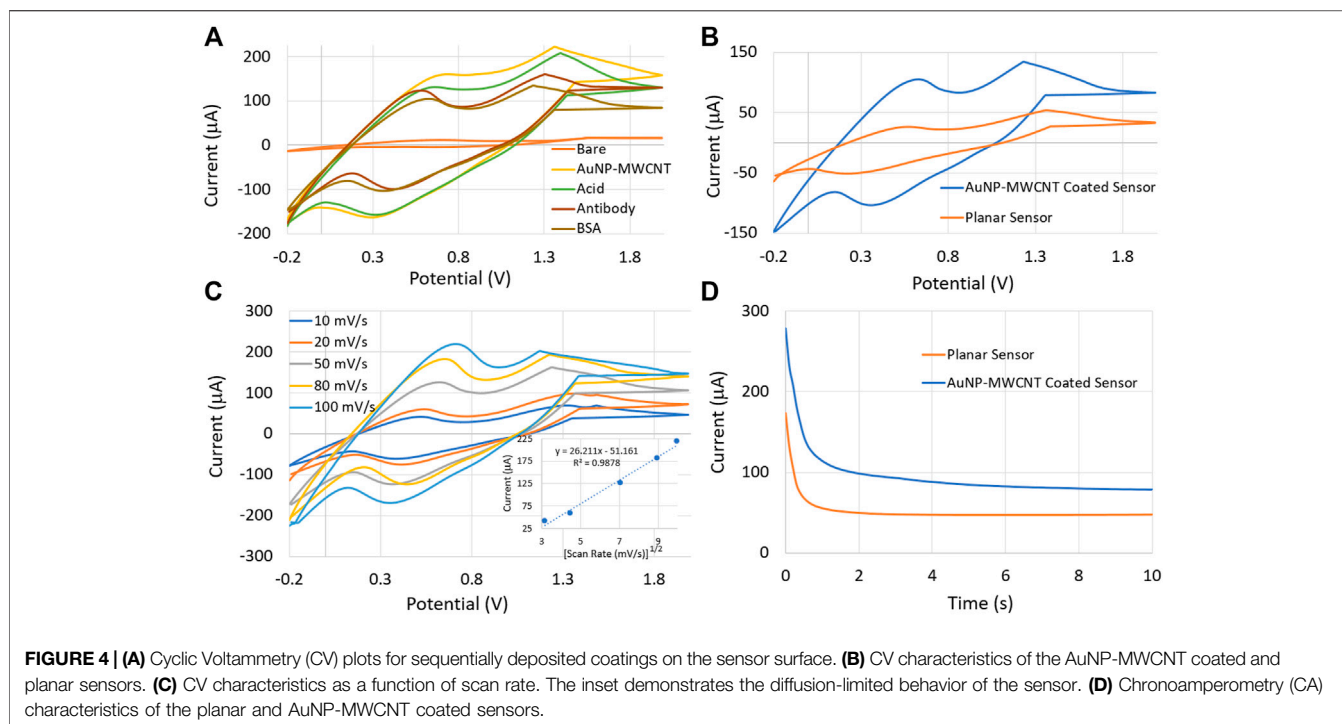 A
200
100
0
-100
-200
Current (µA)
-0.2
0.3
0.8
1.3
1.8
Potential (V)
Bare
AuNP-MWCNT
Acid
Antibody
BSA
B
150
50
-50
-150
Current (µA)
-0.2
0.3
0.8
1.3
1.8
Potential (V)
AuNP-MWCNT Coated Sensor
Planar Sensor
C
300
200
100
0
-100
-200
-300
Current (µA)
-0.2
0.3
0.8
1.3
1.8
Potential (V)
10 mV/s
20 mV/s
50 mV/s
80 mV/s
100 mV/s
225
175
125
75
25
Current (µA)
y = 26.211x - 51.161
R² = 0.9878
3
5
7
9
[Scan Rate (mV/s)]^1/2
D
300
200
100
0
Current (µA)
0
2
4
6
8
10
Time (s)
Planar Sensor
AuNP-MWCNT Coated Sensor
FIGURE 4 | (A) Cyclic Voltammetry (CV) plots for sequentially deposited coatings on the sensor surface. (B) CV characteristics of the AuNP-MWCNT coated and
planar sensors. (C) CV characteristics as a function of scan rate. The inset demonstrates the diffusion-limited behavior of the sensor. (D) Chronoamperometry (CA)
characteristics of the planar and AuNP-MWCNT coated sensors.